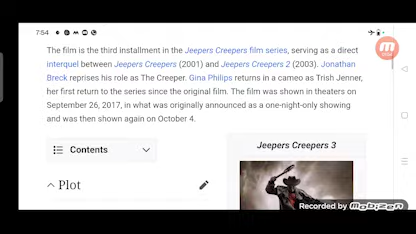 7:54
The film is the third installment in the Jeepers Creepers film series, serving as a direct
interquel between Jeepers Creepers (2001) and Jeepers Creepers 2 (2003). Jonathan
Breck reprises his role as The Creeper. Gina Philips returns in a cameo as Trish Jenner,
her first return to the series since the original film. The film was shown in theaters on
September 26, 2017, in what was originally announced as a one-night-only showing
and was then shown again on October 4.
Contents
Jeepers Creepers 3
Plot
Recorded by Mobizen